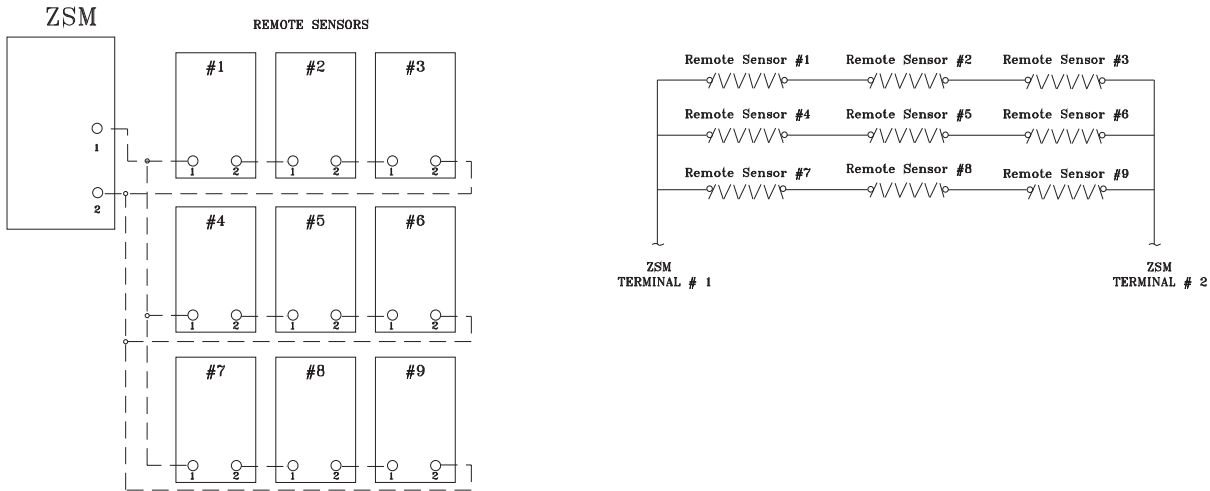 ZSM
REMOTE SENSORS
#1 #2 #3
1
1 2 1 2 1 2
2
#4 #5 #6
1 2 1 2 1 2
#7 #8 #9
1 2 1 2 1 2
Remote Sensor #1 Remote Sensor #2 Remote Sensor #3
Remote Sensor #4 Remote Sensor #5 Remote Sensor #6
Remote Sensor #7 Remote Sensor #8 Remote Sensor #9
ZSM
TERMINAL # 1
ZSM
TERMINAL # 2